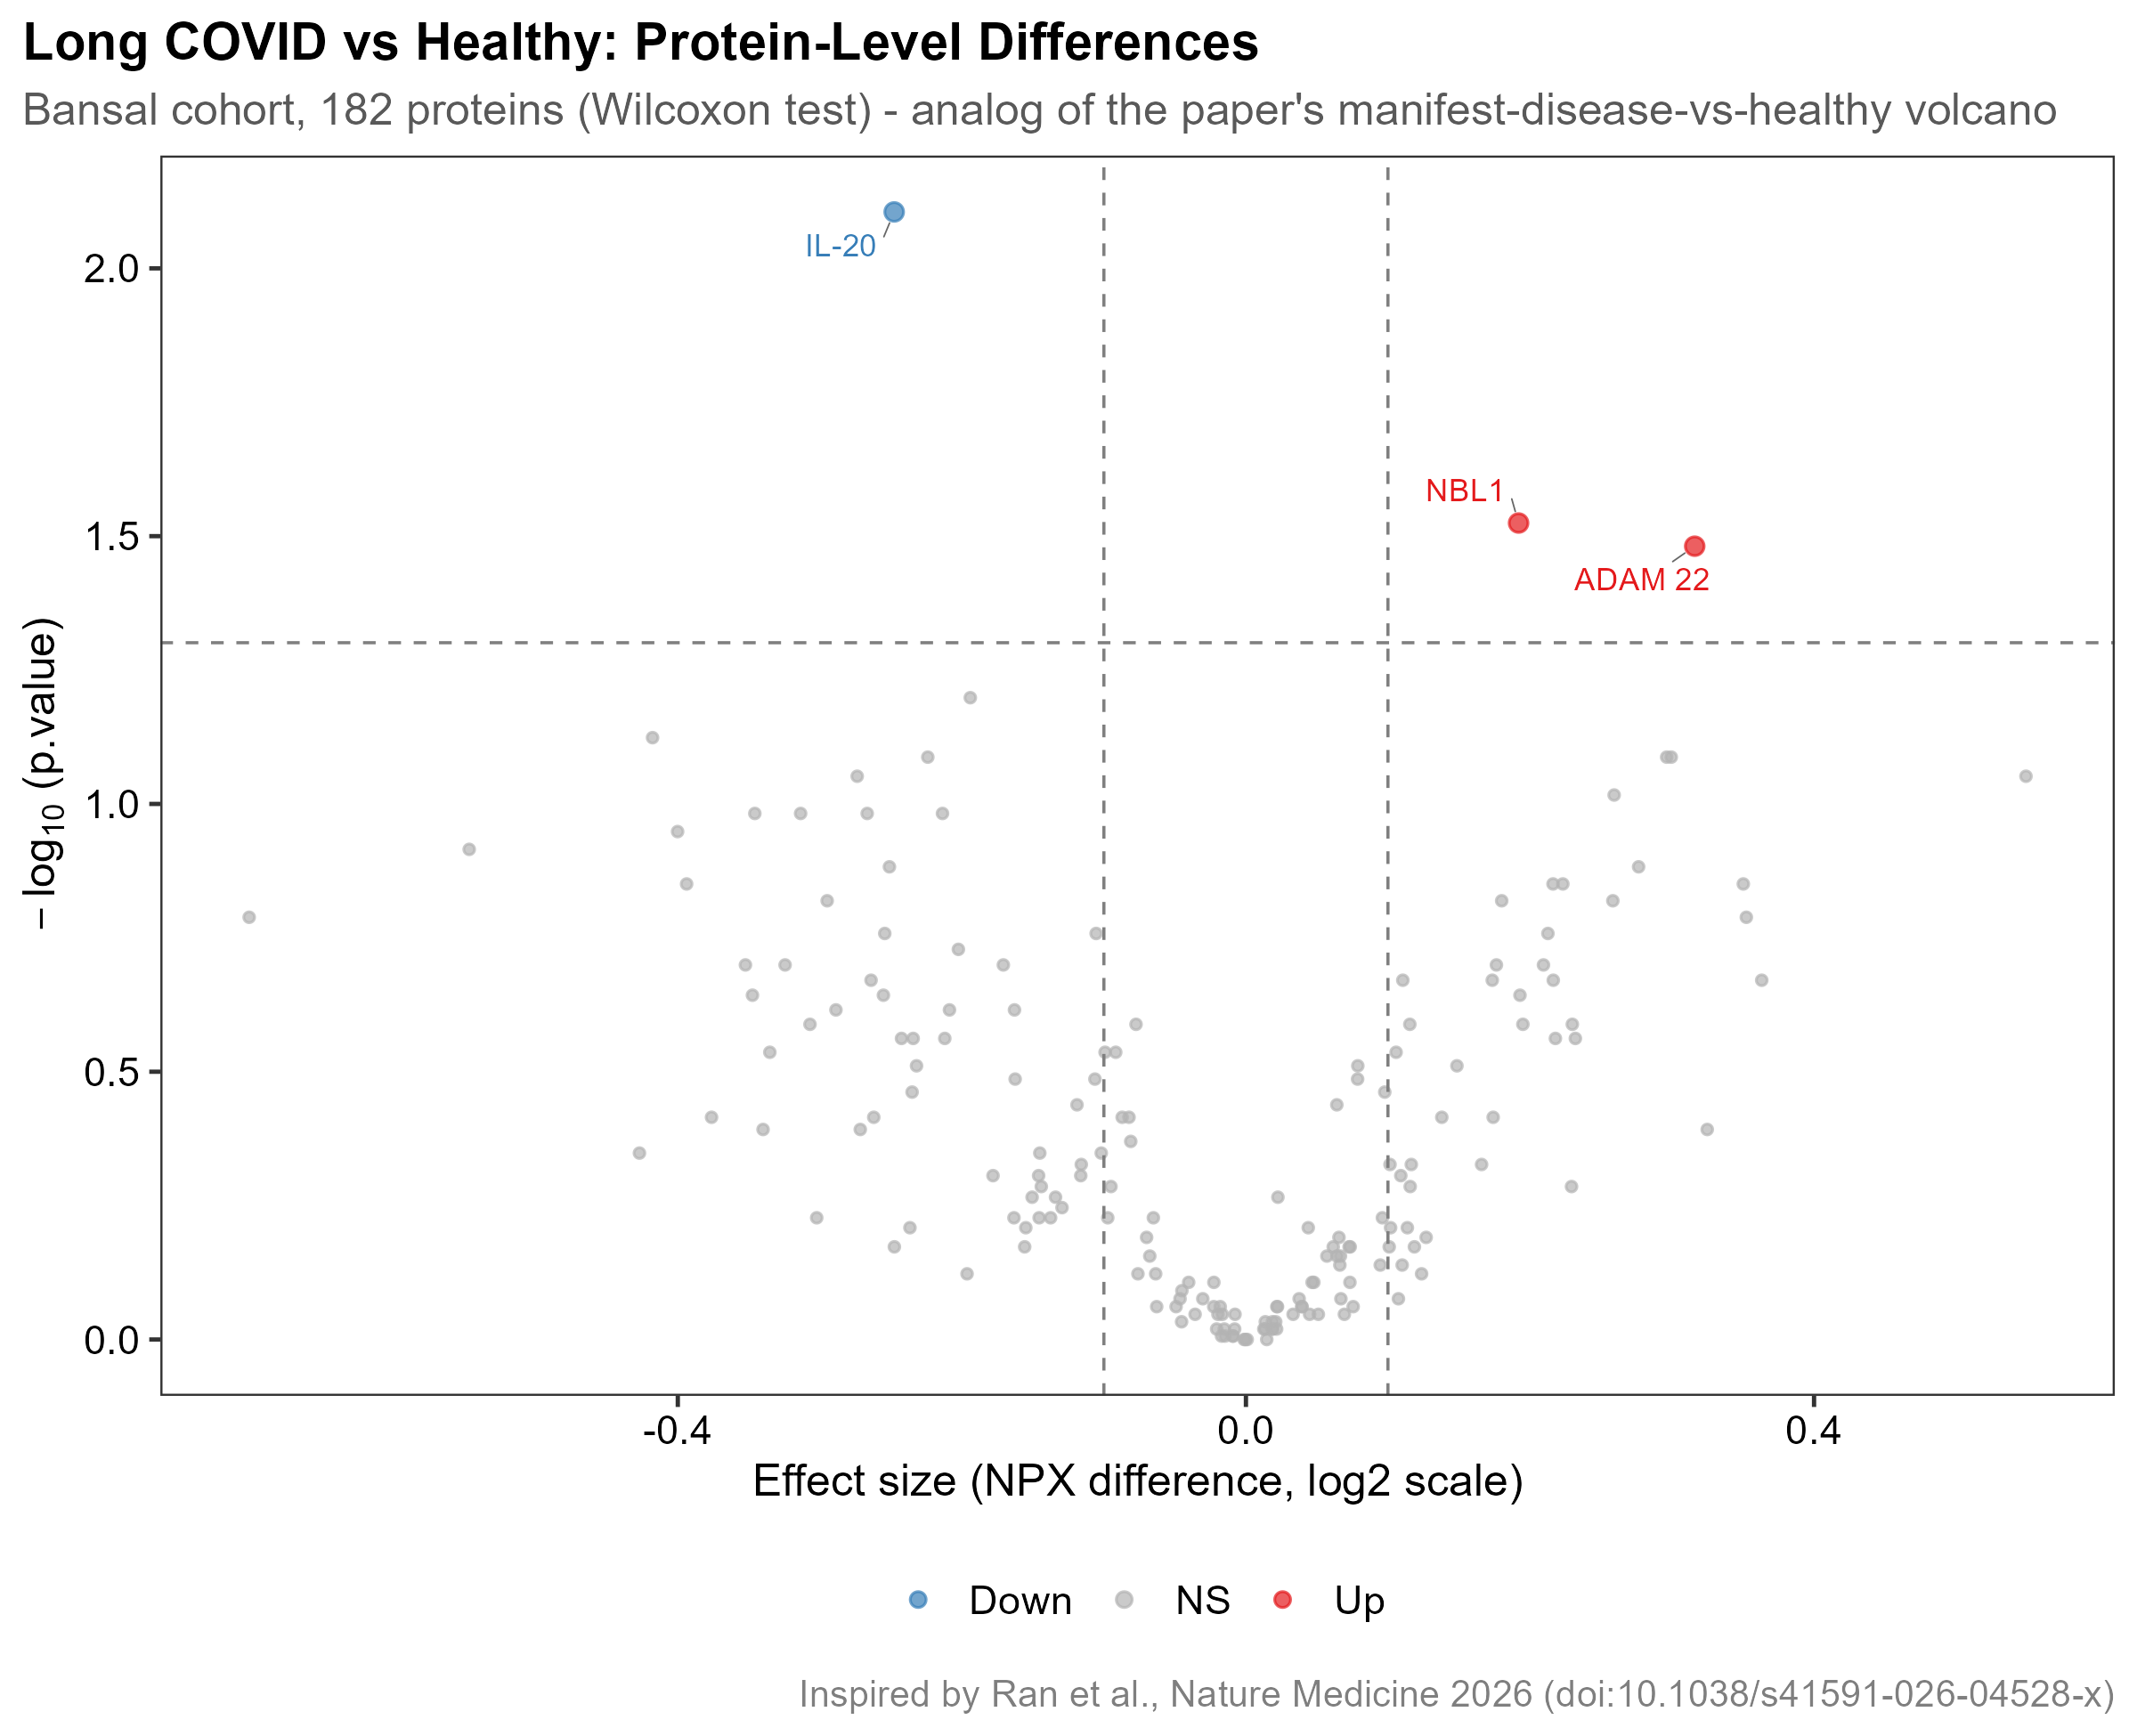 Long COVID vs Healthy: Protein-Level Differences
Bansal cohort, 182 proteins (Wilcoxon test) - analog of the paper's manifest-disease-vs-healthy volcano
IL-20
2.0
NBL1
1.5
ADAM 22
− log10 (p.value)
1.0
0.5
0.0
-0.4 0.0 0.4
Effect size (NPX difference, log2 scale)
Down NS Up
Inspired by Ran et al., Nature Medicine 2026 (doi:10.1038/s41591-026-04528-x)